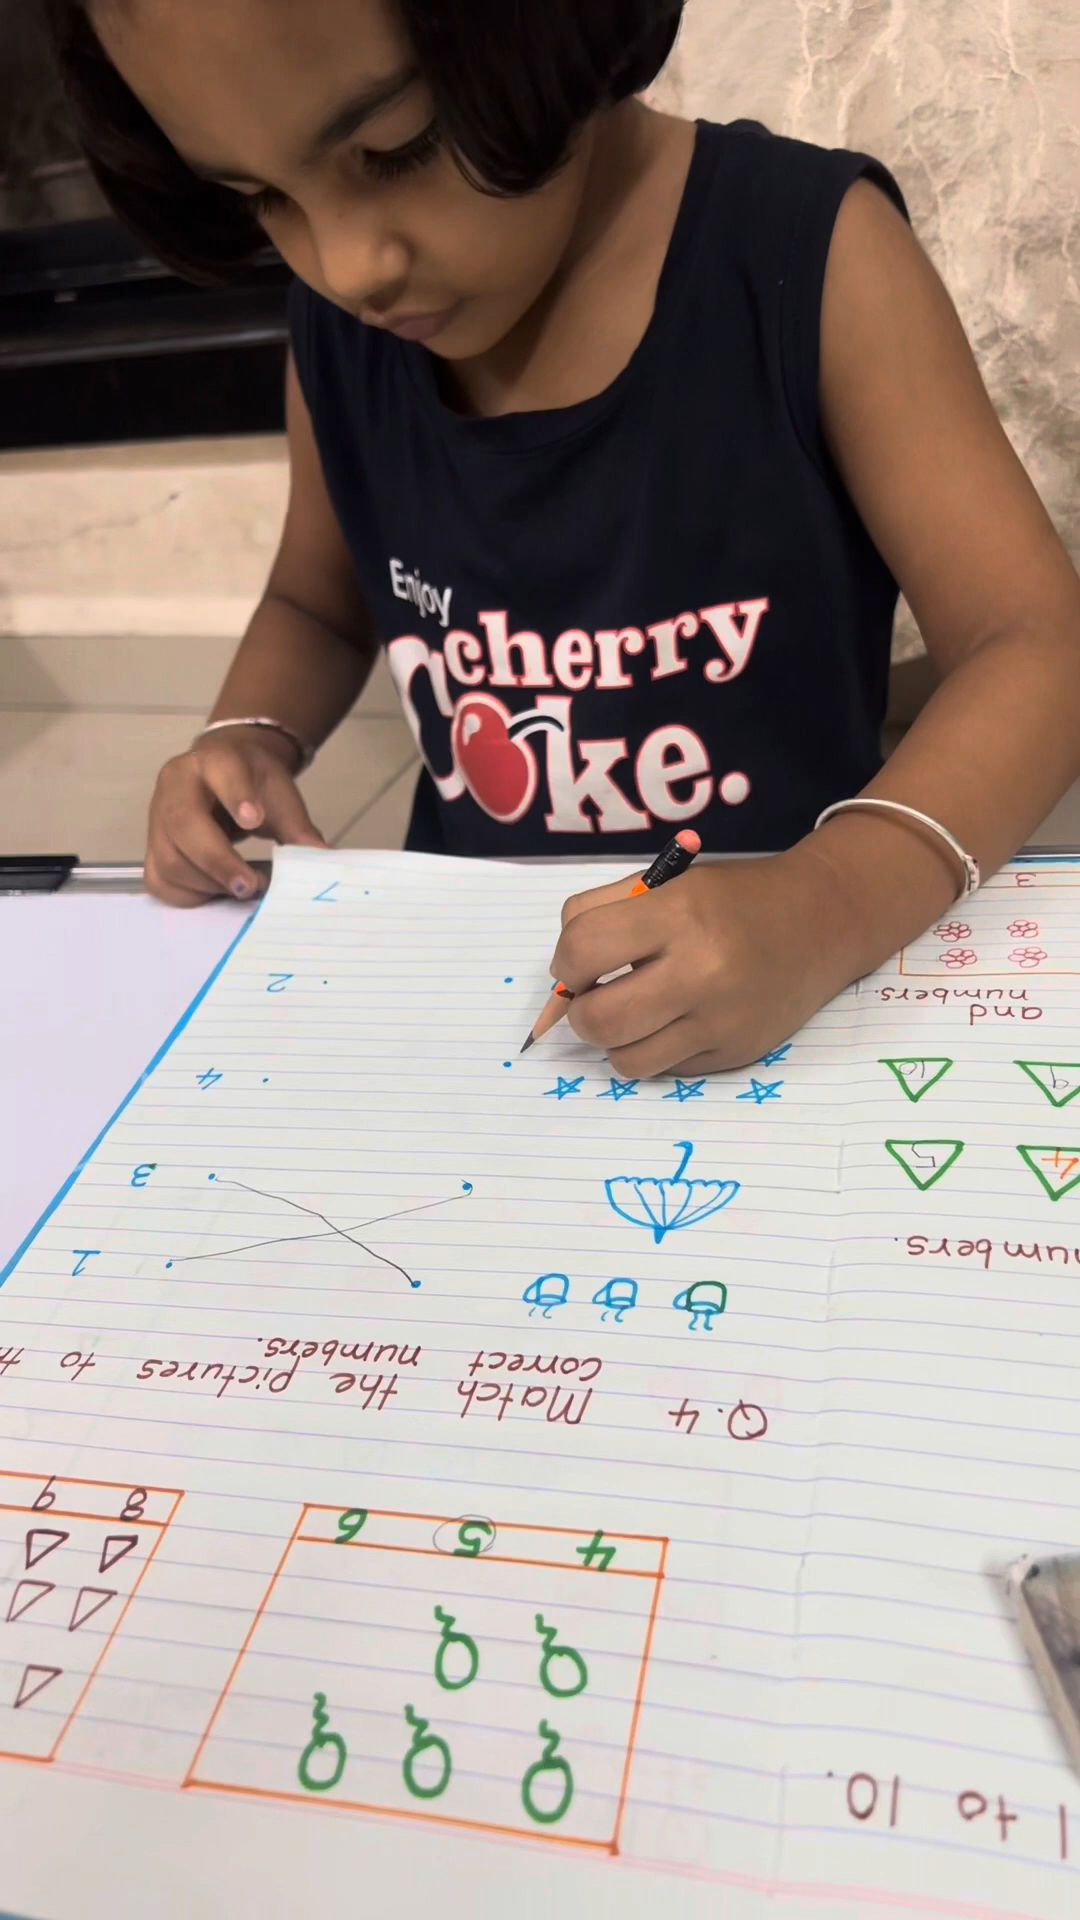 Enjoy
cherry
Coke.
1 to 10.
4 5 6
8 9
Q.4 Match the pictures to
correct numbers.
1
3
4
2
7
numbers.
4 5
9 10
and
numbers.
3